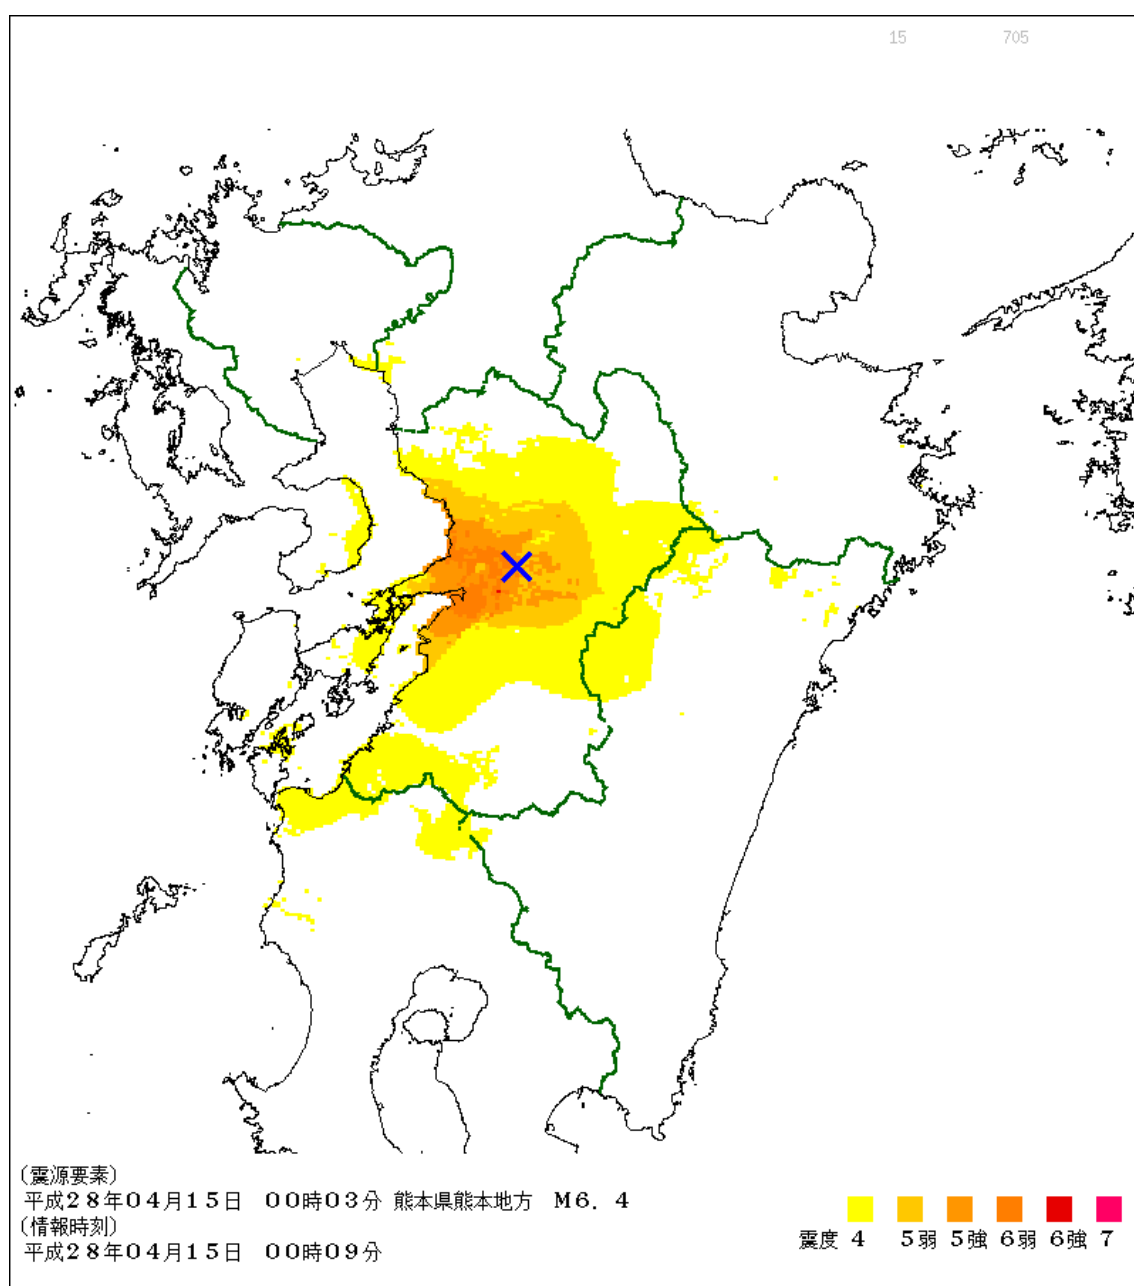 15 705
(震源要素)
平成２８年０４月１５日　００時０３分 熊本県熊本地方　Ｍ６．４
(情報時刻)
平成２８年０４月１５日　００時０９分
震度 4 5弱 5強 6弱 6強 7